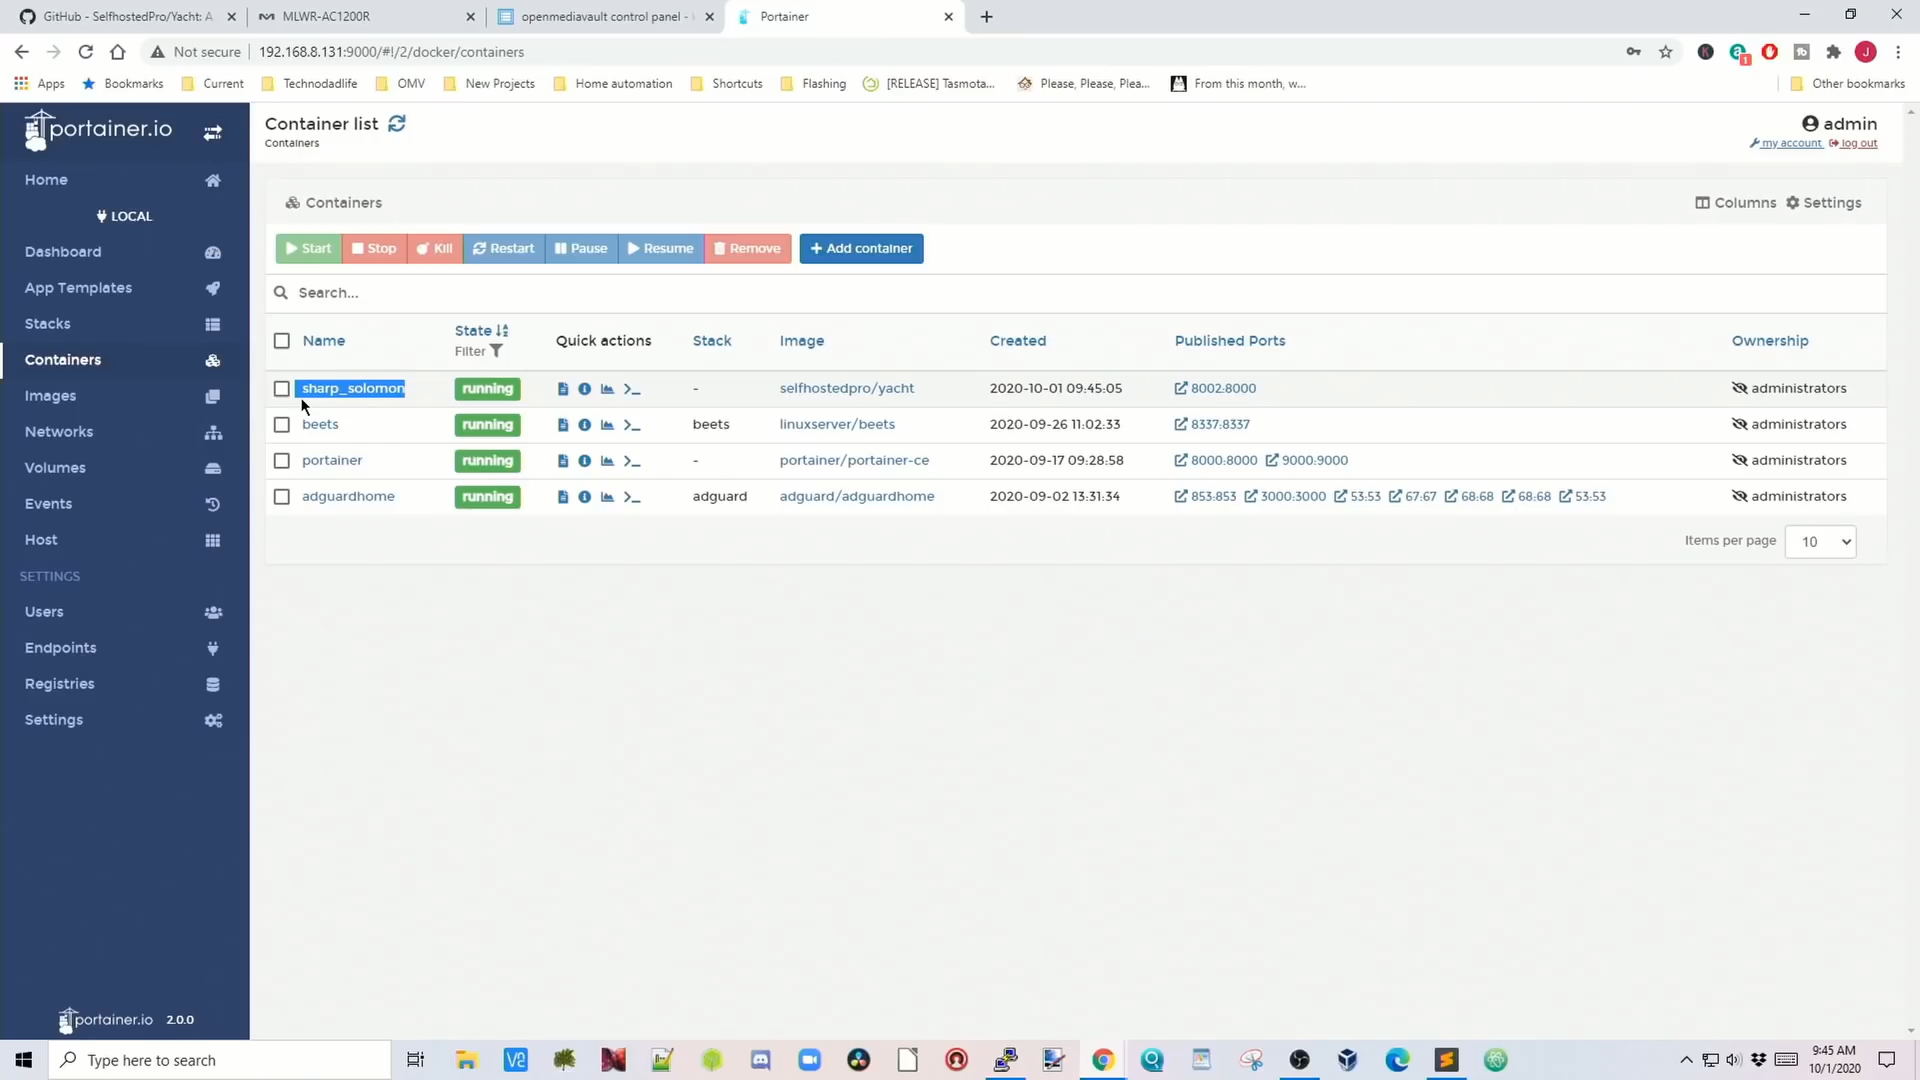 GitHub - SelfhostedPro/Yacht: A
MLWR-AC1200R
openmediavault control panel -
Portainer
Not secure
192.168.8.131:9000/#!/2/docker/containers
Apps
Bookmarks
Current
Technodadlife
OMV
New Projects
Home automation
Shortcuts
Flashing
[RELEASE] Tasmota...
Please, Please, Plea...
From this month, w...
Other bookmarks
portainer.io
Home
LOCAL
Dashboard
App Templates
Stacks
Containers
Images
Networks
Volumes
Events
Host
SETTINGS
Users
Endpoints
Registries
Settings
portainer.io 2.0.0
Container list
Containers
admin
my account log out
Containers
Columns Settings
Start Stop Kill Restart Pause Resume Remove + Add container
Search...
Name State Filter Quick actions Stack Image Created Published Ports Ownership
sharp_solomon running - selfhostedpro/yacht 2020-10-01 09:45:05 8002:8000 administrators
beets running beets linuxserver/beets 2020-09-26 11:02:33 8337:8337 administrators
portainer running - portainer/portainer-ce 2020-09-17 09:28:58 8000:8000 9000:9000 administrators
adguardhome running adguard adguard/adguardhome 2020-09-02 13:31:34 853:853 3000:3000 53:53 67:67 68:68 68:68 53:53 administrators
Items per page 10
Type here to search
9:45 AM
10/1/2020